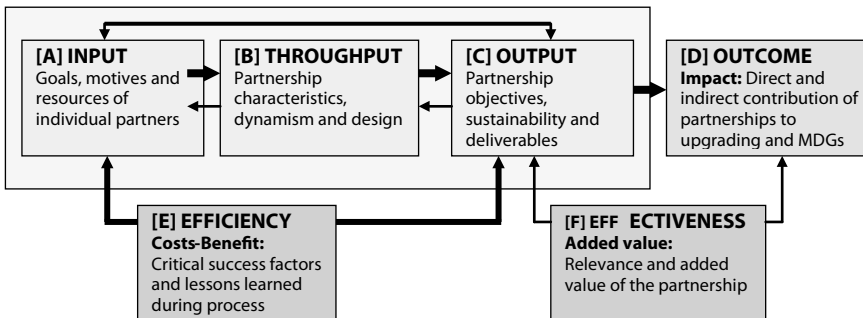 [A] INPUT
Goals, motives and
resources of
individual partners
[B] THROUGHPUT
Partnership
characteristics,
dynamism and design
[C] OUTPUT
Partnership
objectives,
sustainability and
deliverables
[D] OUTCOME
Impact: Direct and
indirect contribution of
partnerships to
upgrading and MDGs
[E] EFFICIENCY
Costs-Benefit:
Critical success factors
and lessons learned
during process
[F] EFF ECTIVENESS
Added value:
Relevance and added
value of the partnership